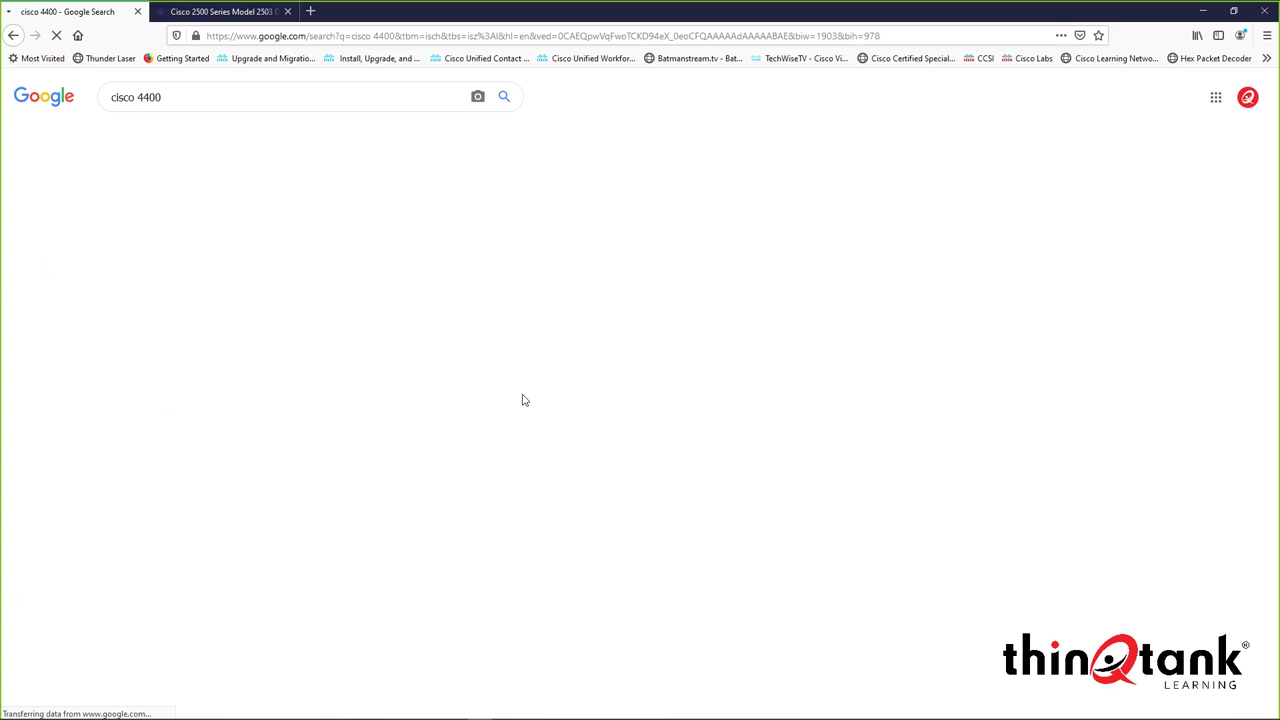 cisco 4400 - Google Search
Cisco 2500 Series Model 2503 D
https://www.google.com/search?q=cisco 4400&tbm=isch&tbs=isz%3Al&hl=en&ved=0CAEQpwVqFwoTCKD94eX_0eoCFQAAAAAdAAAAABAE&biw=1903&bih=978
Most Visited
Thunder Laser
Getting Started
Upgrade and Migratio...
Install, Upgrade, and ...
Cisco Unified Contact ...
Cisco Unified Workfor...
Batmanstream.tv - Bat...
TechWiseTV - Cisco Vi...
Cisco Certified Special...
CCSI
Cisco Labs
Cisco Learning Netwo...
Hex Packet Decoder
Google
cisco 4400
thinQtank®
LEARNING
Transferring data from www.google.com...